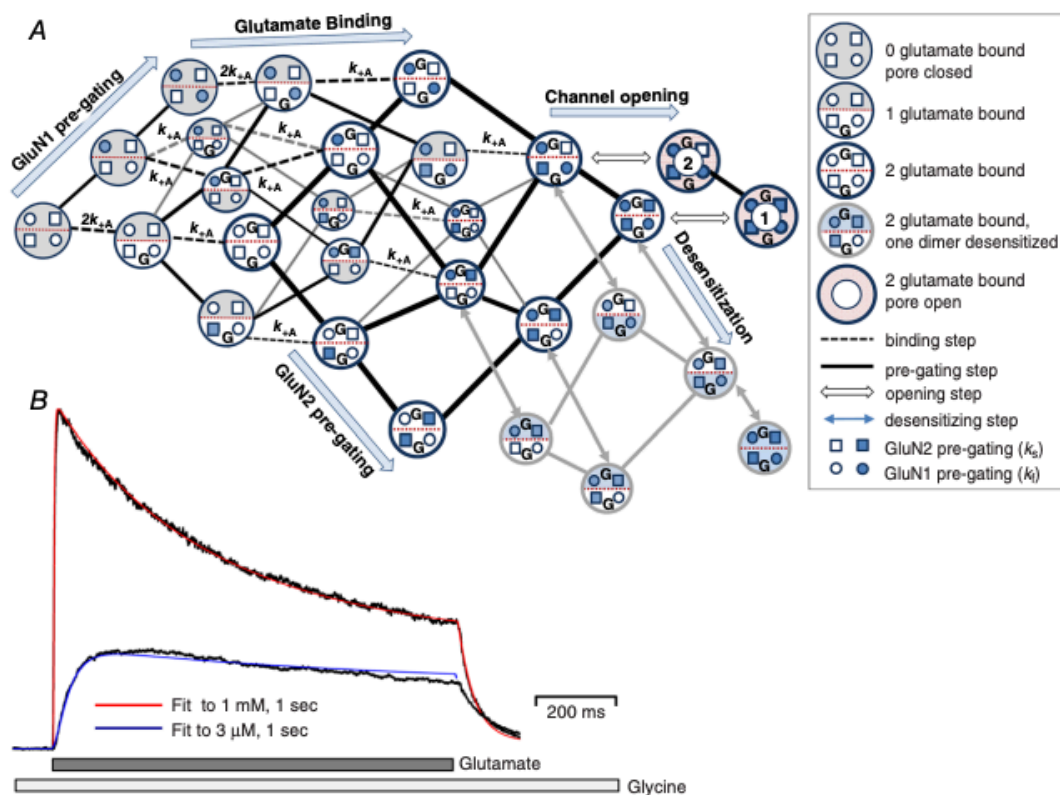 A
Glutamate Binding
GluN1 pre-gating
2k+A
k+A
k+A
k+A
k+A
k+A
2k+A
k+A
k+A
k+A
k+A
k+A
k+A
Channel opening
2
1
Desensitization
GluN2 pre-gating
G G G G G G G G G G G G G G G G G G G G G G G G G G G G G G
0 glutamate bound
pore closed
1 glutamate bound
2 glutamate bound
2 glutamate bound,
one dimer desensitized
2 glutamate bound
pore open
binding step
pre-gating step
opening step
desensitizing step
GluN2 pre-gating (ks)
GluN1 pre-gating (kf)
B
Fit to 1 mM, 1 sec
Fit to 3 μM, 1 sec
200 ms
Glutamate
Glycine